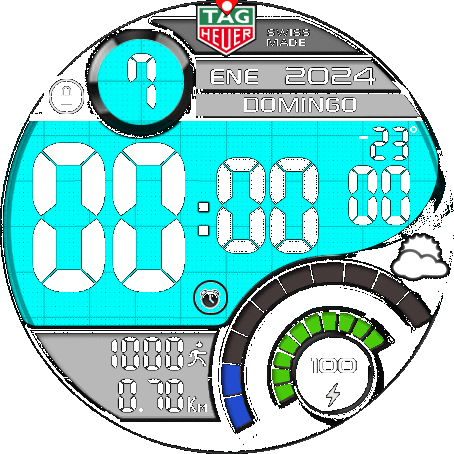 TAG
HEUER
SWISS
MADE
7
ENE 2024
DOMINGO
-23°
00:00 00
1000
0.70 Km
100